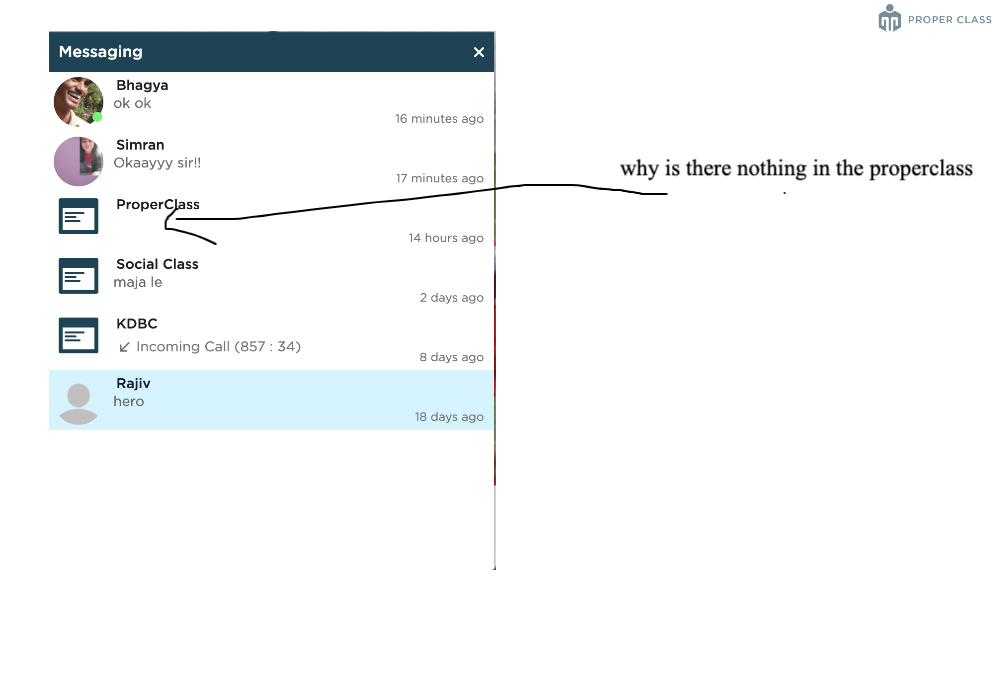 PROPER CLASS
Messaging
Bhagya
ok ok
16 minutes ago
Simran
Okaayyy sir!!
17 minutes ago
why is there nothing in the properclass
ProperClass
14 hours ago
Social Class
maja le
2 days ago
KDBC
Incoming Call (857 : 34)
8 days ago
Rajiv
hero
18 days ago